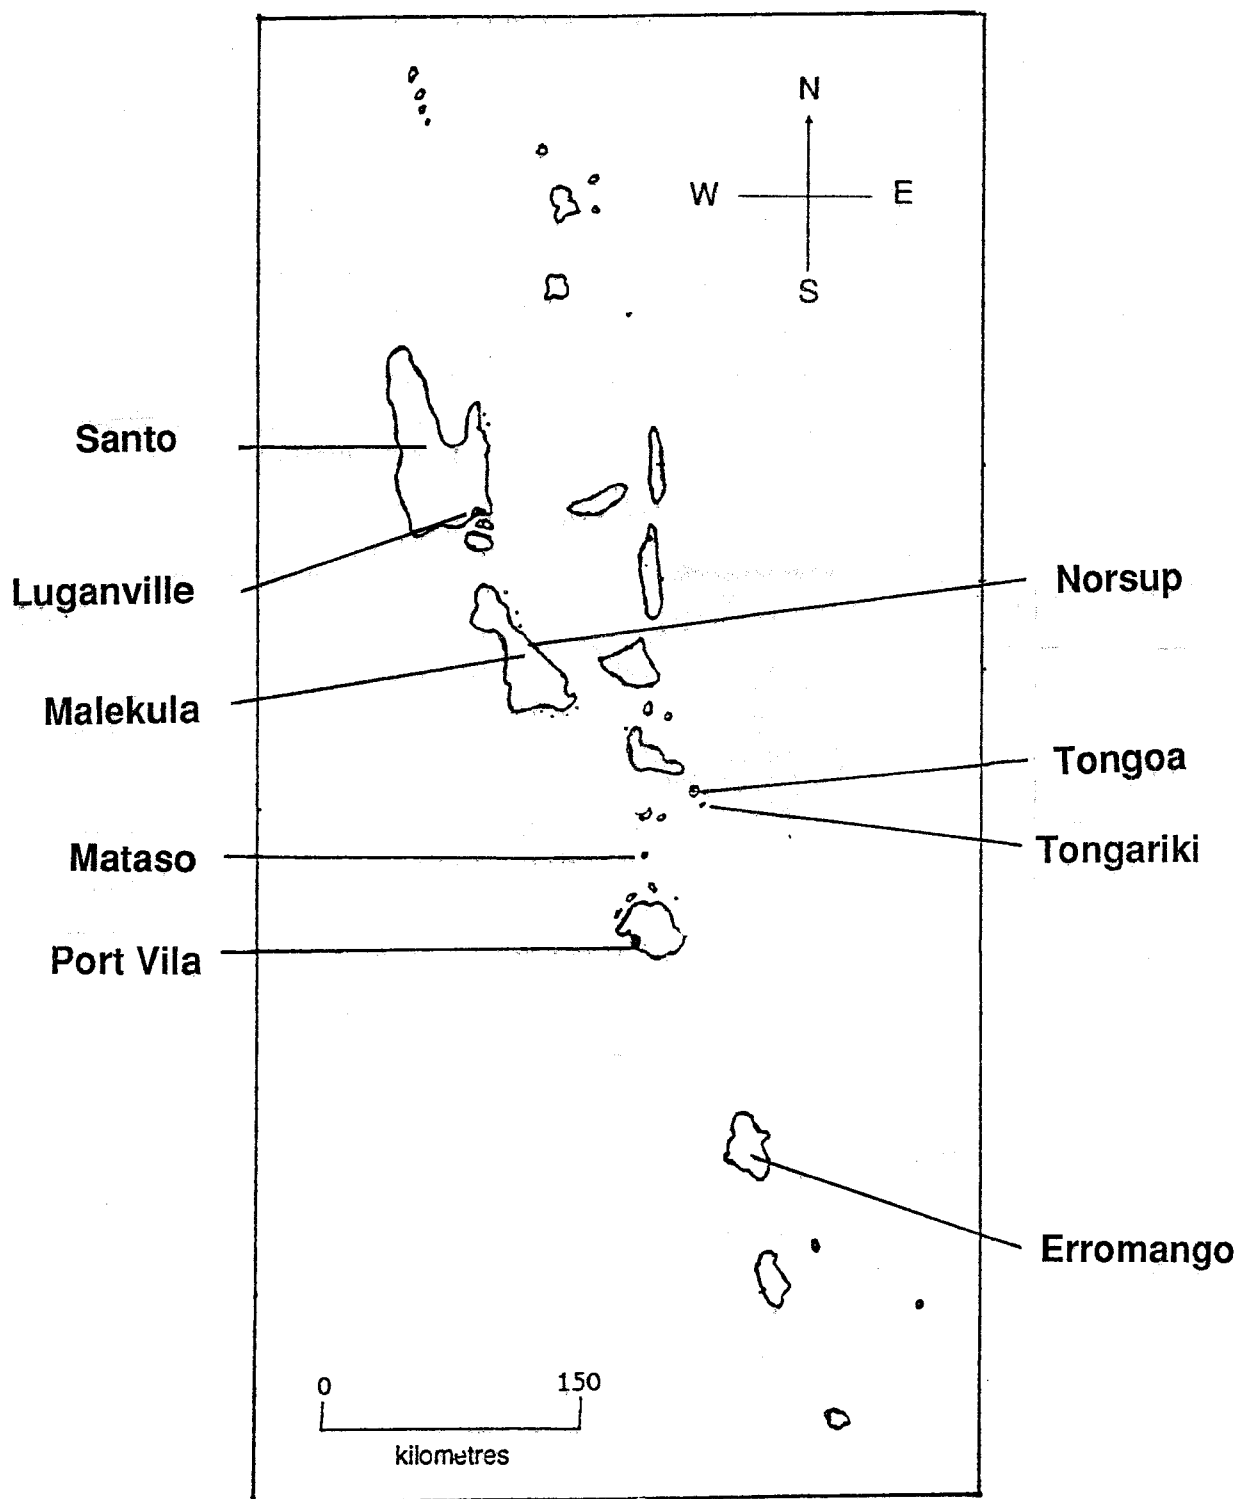 N
W E
S
Santo
Luganville
Norsup
Malekula
Tongoa
Tongariki
Mataso
Port Vila
Erromango
0 150
kilometres